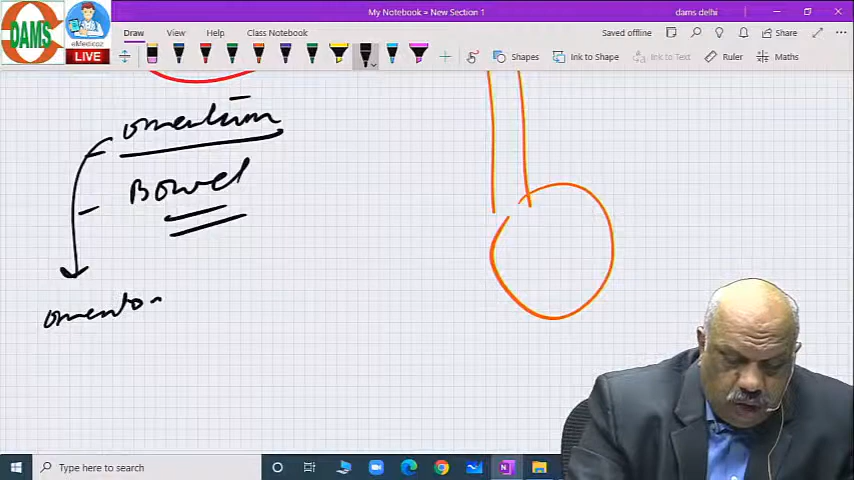 My Notebook = New Section 1
dams delhi
DAMS
eMedicoz
LIVE
Draw
View
Help
Class Notebook
Saved offline
Share
Shapes
Ink to Shape
Ink to Text
Ruler
Maths
omentum
- Bowel
omento -
Type here to search